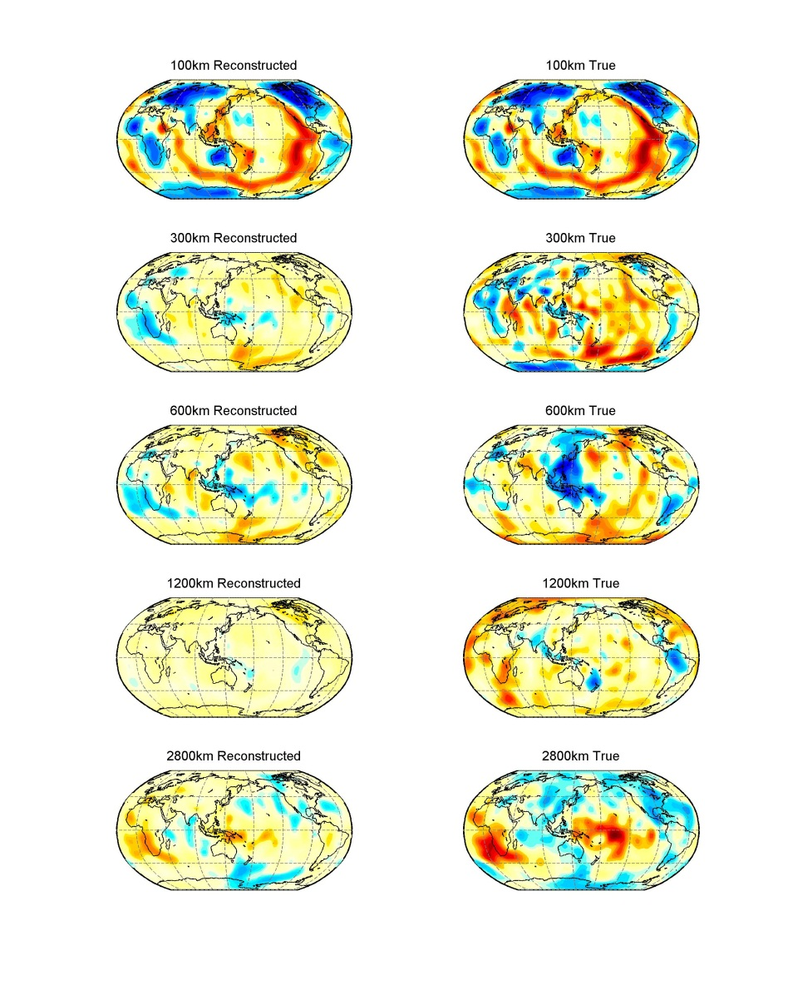 100km Reconstructed
100km True
300km Reconstructed
300km True
600km Reconstructed
600km True
1200km Reconstructed
1200km True
2800km Reconstructed
2800km True